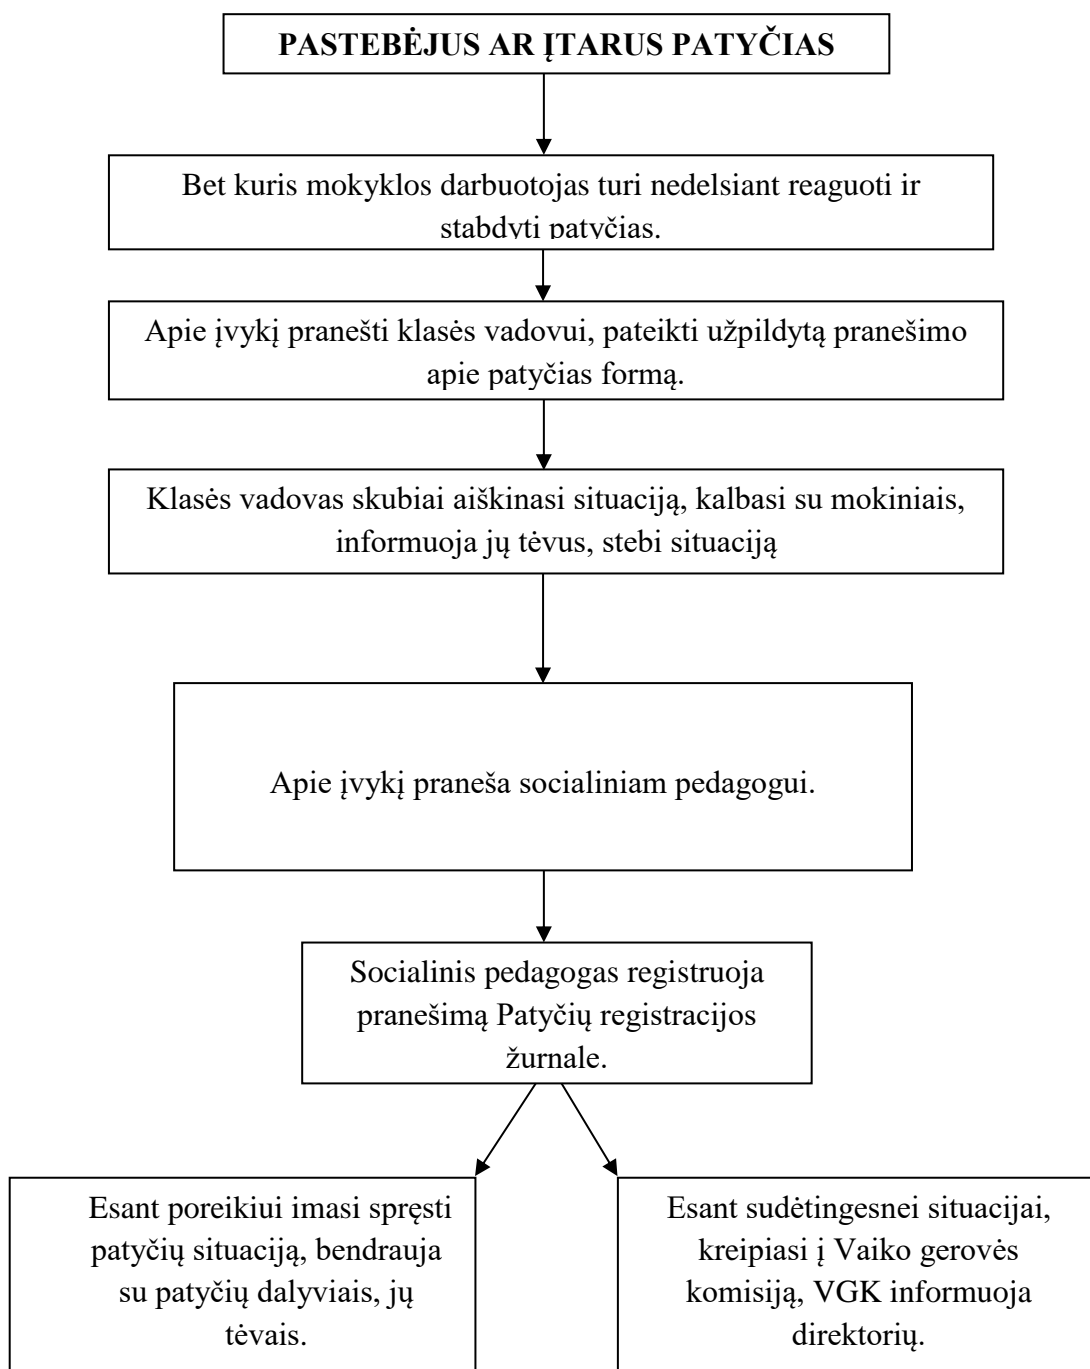 PASTEBĖJUS AR ĮTARUS PATYČIAS
Bet kuris mokyklos darbuotojas turi nedelsiant reaguoti ir
stabdyti patyčias.
Apie įvykį pranešti klasės vadovui, pateikti užpildytą pranešimo
apie patyčias formą.
Klasės vadovas skubiai aiškinasi situaciją, kalbasi su mokiniais,
informuoja jų tėvus, stebi situaciją
Apie įvykį praneša socialiniam pedagogui.
Socialinis pedagogas registruoja
pranešimą Patyčių registracijos
žurnale.
Esant poreikiui imasi spręsti
patyčių situaciją, bendrauja
su patyčių dalyviais, jų
tėvais.
Esant sudėtingesnei situacijai,
kreipiasi į Vaiko gerovės
komisiją, VGK informuoja
direktorių.